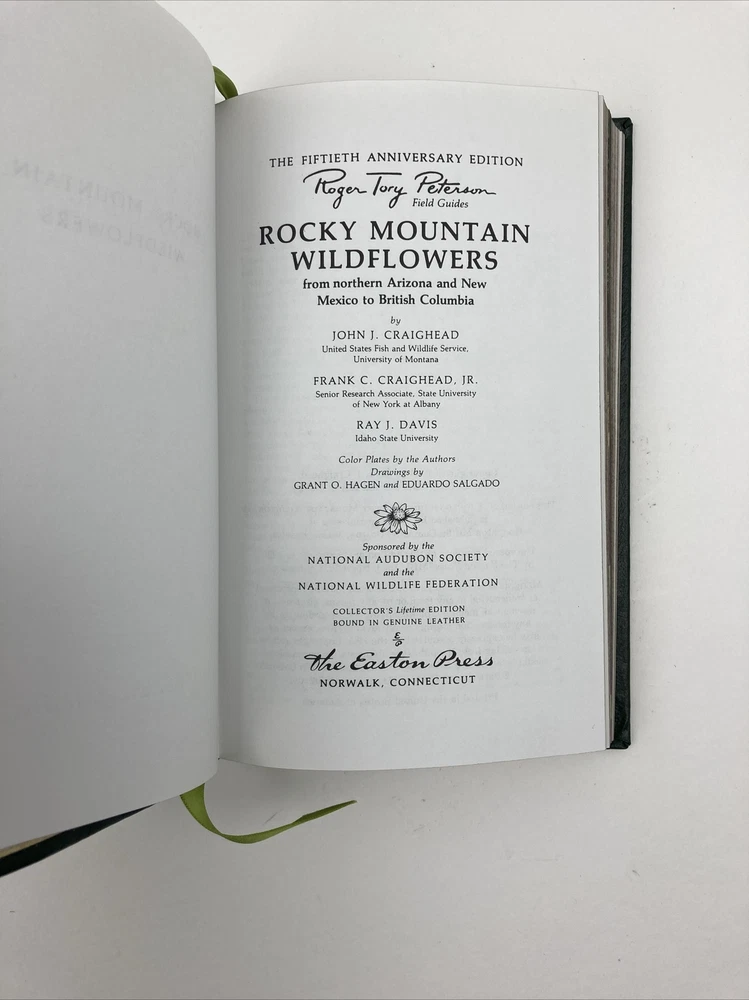 THE FIFTIETH ANNIVERSARY EDITION
Roger Tory Peterson
Field Guides
ROCKY MOUNTAIN
WILDFLOWERS
from northern Arizona and New
Mexico to British Columbia
by
JOHN J. CRAIGHEAD
United States Fish and Wildlife Service,
University of Montana
FRANK C. CRAIGHEAD, JR.
Senior Research Associate, State University
of New York at Albany
RAY J. DAVIS
Idaho State University
Color Plates by the Authors
Drawings by
GRANT O. HAGEN and EDUARDO SALGADO
Sponsored by the
NATIONAL AUDUBON SOCIETY
and the
NATIONAL WILDLIFE FEDERATION
COLLECTOR'S Lifetime EDITION
BOUND IN GENUINE LEATHER
The Easton Press
NORWALK, CONNECTICUT